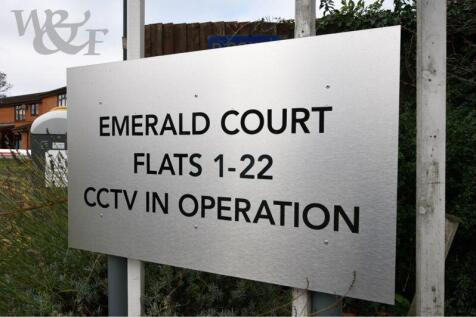 W&F
EMERALD COURT
FLATS 1-22
CCTV IN OPERATION